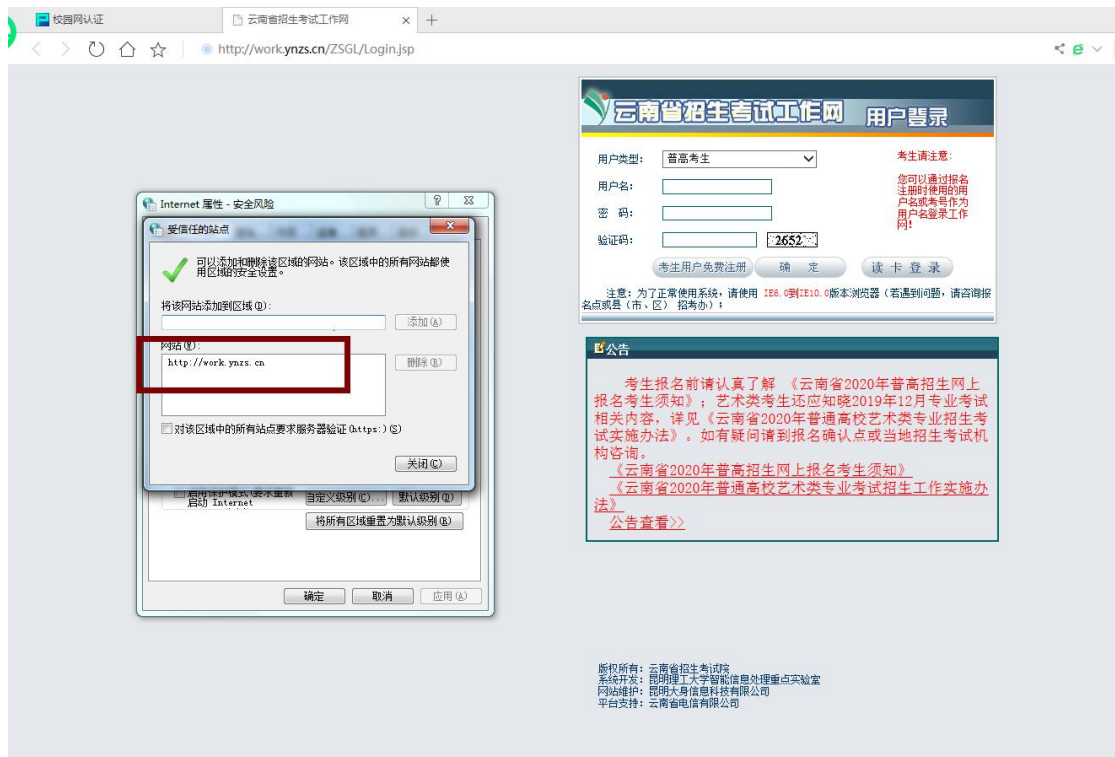 校园网认证
云南省招生考试工作网
http://work.ynzs.cn/ZSGL/Login.jsp
Internet 属性 - 安全风险
受信任的站点
可以添加和删除该区域的网站。该区域中的所有网站都使
用区域的安全设置。
将该网站添加到区域(D):
添加(A)
网站(W):
http://work.ynzs.cn
删除(R)
对该区域中的所有站点要求服务器验证(https:)(S)
关闭(C)
启用保护模式(要求重新
启动 Internet
自定义级别(C)...
默认级别(D)
将所有区域重置为默认级别(R)
确定
取消
应用(A)
云南省招生考试工作网 用户登录
用户类型:
普高考生
用户名:
密 码:
验证码:
2652
考生请注意:
您可以通过报名
注册时使用的用
户名或考号作为
用户名登录工作
网!
考生用户免费注册
确 定
读 卡 登 录
注意:为了正常使用系统,请使用 IE6.0到IE10.0版本浏览器(若遇到问题,请咨询报
名点或县(市、区) 招考办);
公告
考生报名前请认真了解 《云南省2020年普高招生网上
报名考生须知》; 艺术类考生还应知晓2019年12月专业考试
相关内容,详见《云南省2020年普通高校艺术类专业招生考
试实施办法》。如有疑问请到报名确认点或当地招生考试机
构咨询。
《云南省2020年普高招生网上报名考生须知》
《云南省2020年普通高校艺术类专业考试招生工作实施办
法》
公告查看>>
版权所有: 云南省招生考试院
系统开发: 昆明理工大学智能信息处理重点实验室
网站维护: 昆明大身信息科技有限公司
平台支持: 云南省电信有限公司